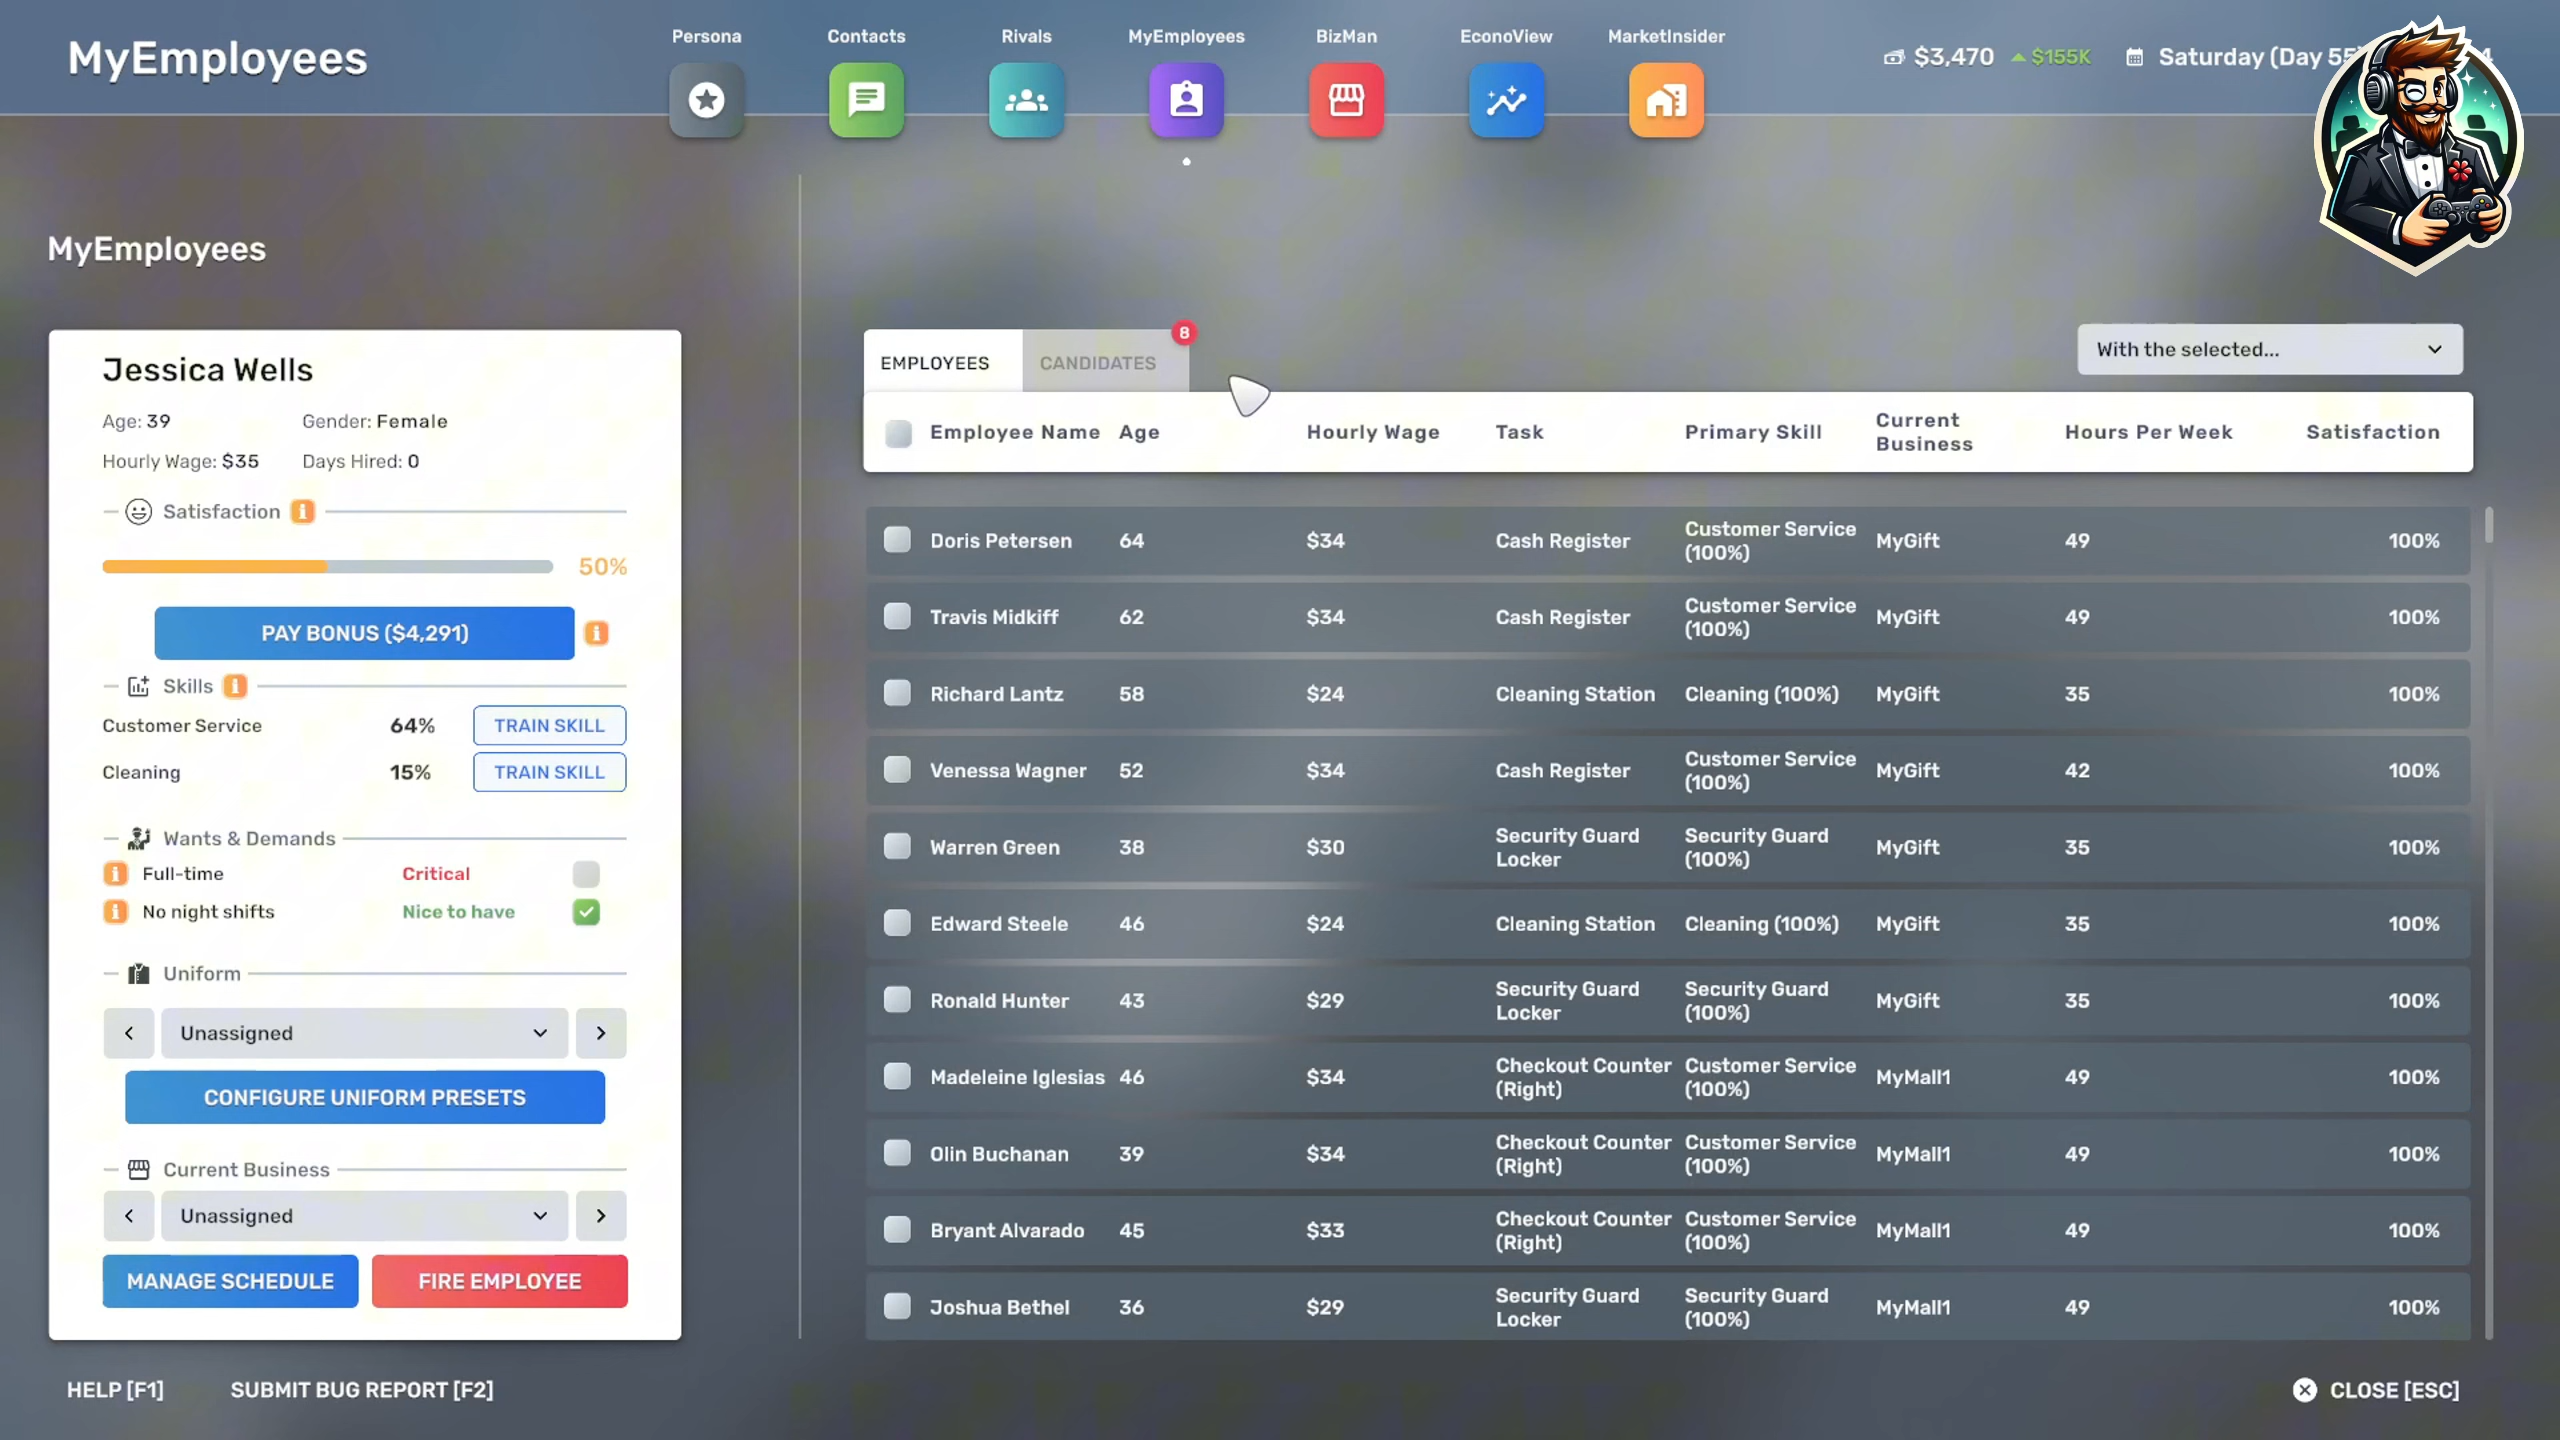 MyEmployees
Persona
Contacts
Rivals
MyEmployees
BizMan
EconoView
MarketInsider
$3,470
$155K
Saturday (Day 55
MyEmployees
Jessica Wells
Age: 39
Gender: Female
Hourly Wage: $35
Days Hired: 0
Satisfaction
50%
PAY BONUS ($4,291)
Skills
Customer Service 64% TRAIN SKILL
Cleaning 15% TRAIN SKILL
Wants & Demands
Full-time Critical
No night shifts Nice to have
Uniform
Unassigned
CONFIGURE UNIFORM PRESETS
Current Business
Unassigned
MANAGE SCHEDULE
FIRE EMPLOYEE
EMPLOYEES
CANDIDATES
8
With the selected...
Employee Name Age Hourly Wage Task Primary Skill Current Business Hours Per Week Satisfaction
Doris Petersen 64 $34 Cash Register Customer Service (100%) MyGift 49 100%
Travis Midkiff 62 $34 Cash Register Customer Service (100%) MyGift 49 100%
Richard Lantz 58 $24 Cleaning Station Cleaning (100%) MyGift 35 100%
Venessa Wagner 52 $34 Cash Register Customer Service (100%) MyGift 42 100%
Warren Green 38 $30 Security Guard Locker Security Guard (100%) MyGift 35 100%
Edward Steele 46 $24 Cleaning Station Cleaning (100%) MyGift 35 100%
Ronald Hunter 43 $29 Security Guard Locker Security Guard (100%) MyGift 35 100%
Madeleine Iglesias 46 $34 Checkout Counter (Right) Customer Service (100%) MyMall1 49 100%
Olin Buchanan 39 $34 Checkout Counter (Right) Customer Service (100%) MyMall1 49 100%
Bryant Alvarado 45 $33 Checkout Counter (Right) Customer Service (100%) MyMall1 49 100%
Joshua Bethel 36 $29 Security Guard Locker Security Guard (100%) MyMall1 49 100%
HELP [F1]
SUBMIT BUG REPORT [F2]
CLOSE [ESC]